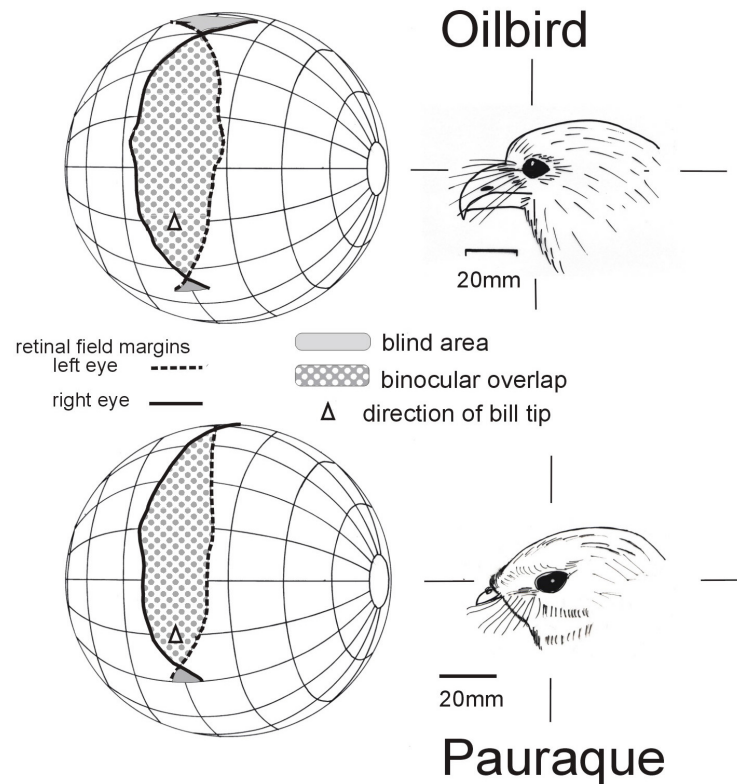 Oilbird
20mm
retinal field margins
left eye
right eye
blind area
binocular overlap
direction of bill tip
20mm
Pauraque